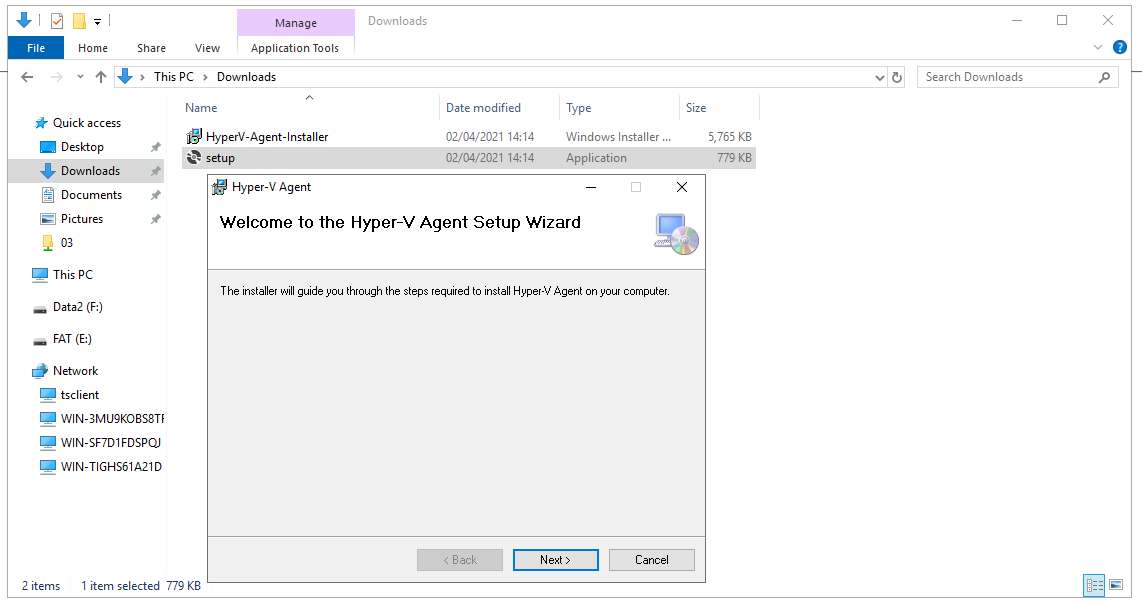 Manage
Downloads
File
Home
Share
View
Application Tools
?
This PC > Downloads
Search Downloads
Name
Date modified
Type
Size
Quick access
Desktop
Downloads
Documents
Pictures
03
This PC
Data2 (F:)
FAT (E:)
Network
tsclient
WIN-3MU9KOBS8TF
WIN-SF7D1FDSPQJ
WIN-TIGHS61A21D
HyperV-Agent-Installer 02/04/2021 14:14 Windows Installer ... 5,765 KB
setup 02/04/2021 14:14 Application 779 KB
Hyper-V Agent
Welcome to the Hyper-V Agent Setup Wizard
The installer will guide you through the steps required to install Hyper-V Agent on your computer.
< Back
Next >
Cancel
2 items
1 item selected 779 KB